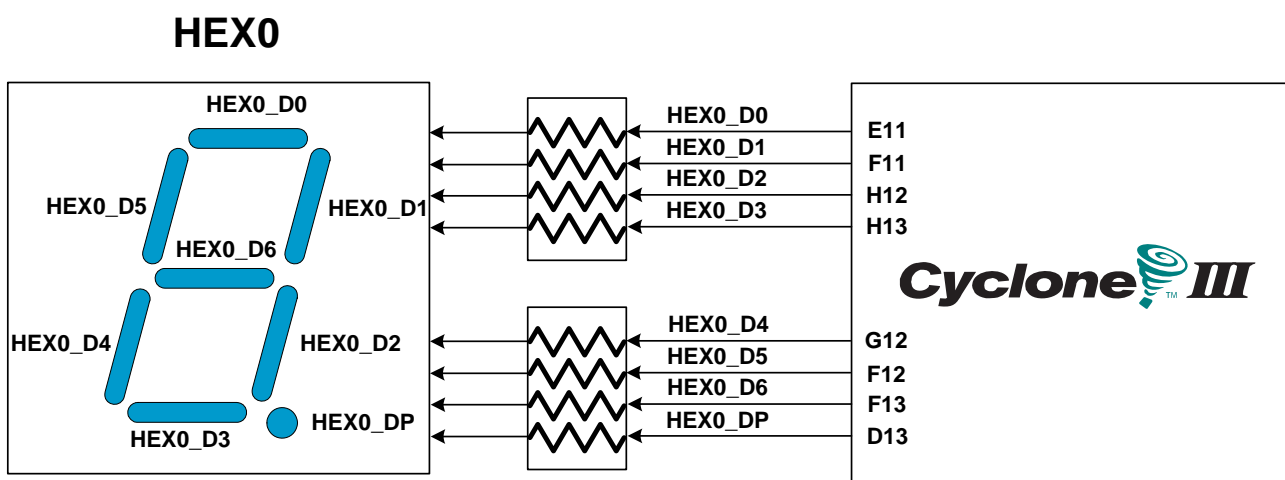 HEX0
HEX0_D0
HEX0_D5
HEX0_D1
HEX0_D6
HEX0_D4
HEX0_D2
HEX0_D3
HEX0_DP
HEX0_D0
HEX0_D1
HEX0_D2
HEX0_D3
HEX0_D4
HEX0_D5
HEX0_D6
HEX0_DP
E11
F11
H12
H13
Cyclone TM III
G12
F12
F13
D13